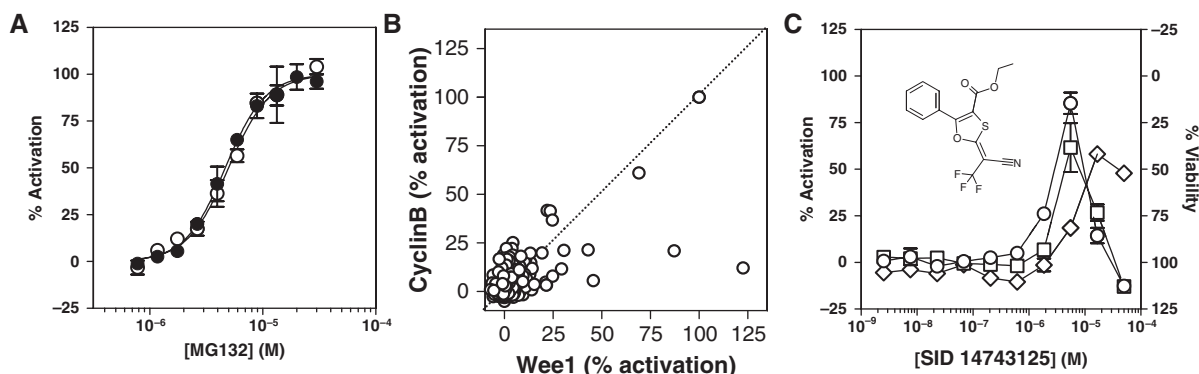 A
125
100
75
50
25
0
−25
% Activation
10⁻⁶
10⁻⁵
10⁻⁴
[MG132] (M)
B
125
100
75
50
25
0
CyclinB (% activation)
0
25
50
75
100
125
Wee1 (% activation)
C
125
100
75
50
25
0
−25
% Activation
O
O
S
O
N
F
F
F
−25
0
25
50
75
100
125
% Viability
10⁻⁹
10⁻⁸
10⁻⁷
10⁻⁶
10⁻⁵
10⁻⁴
[SID 14743125] (M)